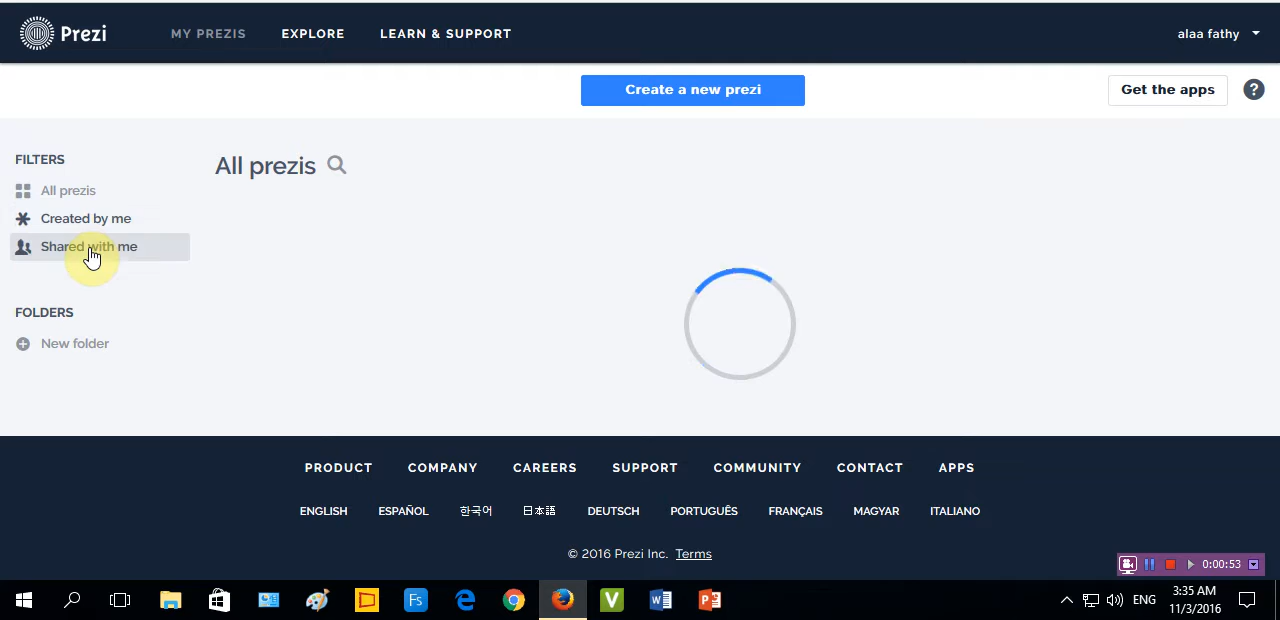 Prezi
MY PREZIS EXPLORE LEARN & SUPPORT
alaa fathy
Create a new prezi
Get the apps
?
FILTERS
All prezis
Created by me
Shared with me
FOLDERS
New folder
All prezis
PRODUCT COMPANY CAREERS SUPPORT COMMUNITY CONTACT APPS
ENGLISH ESPAÑOL 한국어 日本語 DEUTSCH PORTUGUÊS FRANÇAIS MAGYAR ITALIANO
© 2016 Prezi Inc. Terms
0:00:53
Fs
e
V
W
P
ENG
3:35 AM
11/3/2016